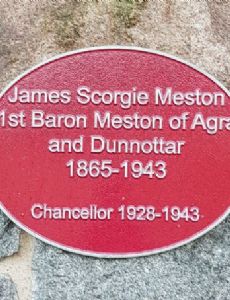 James Scorgie Meston
1st Baron Meston of Agra
and Dunnottar
1865-1943
Chancellor 1928-1943